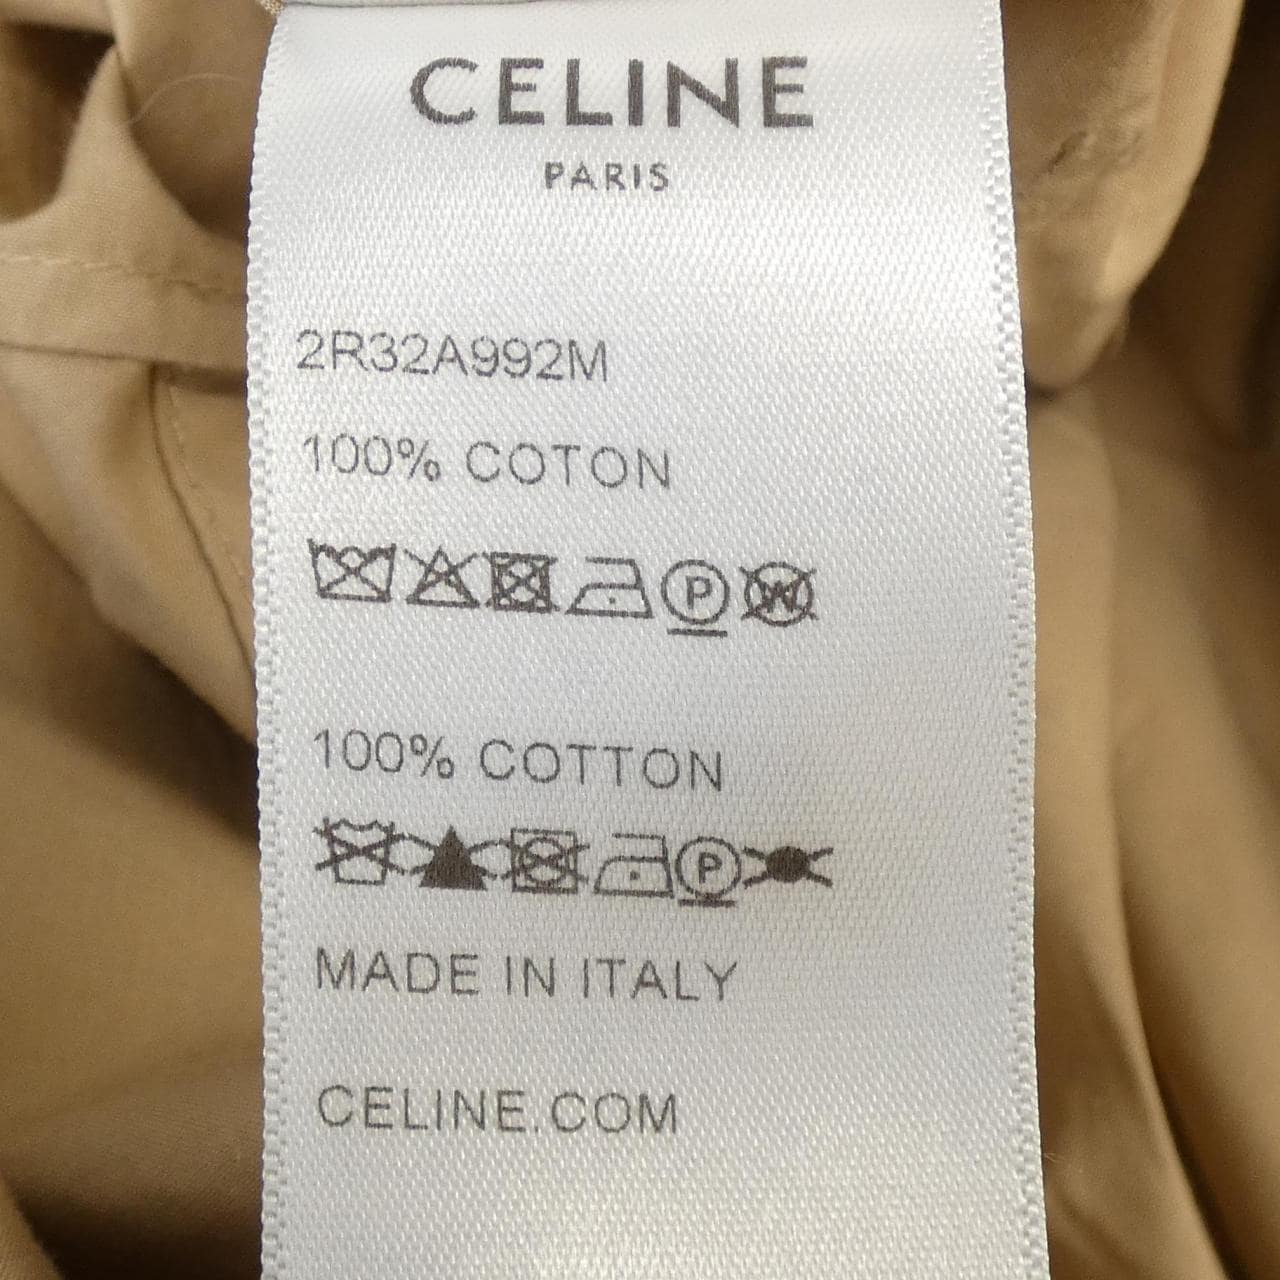 CELINE
PARIS
2R32A992M
100% COTON
P W
100% COTTON
P
MADE IN ITALY
CELINE.COM